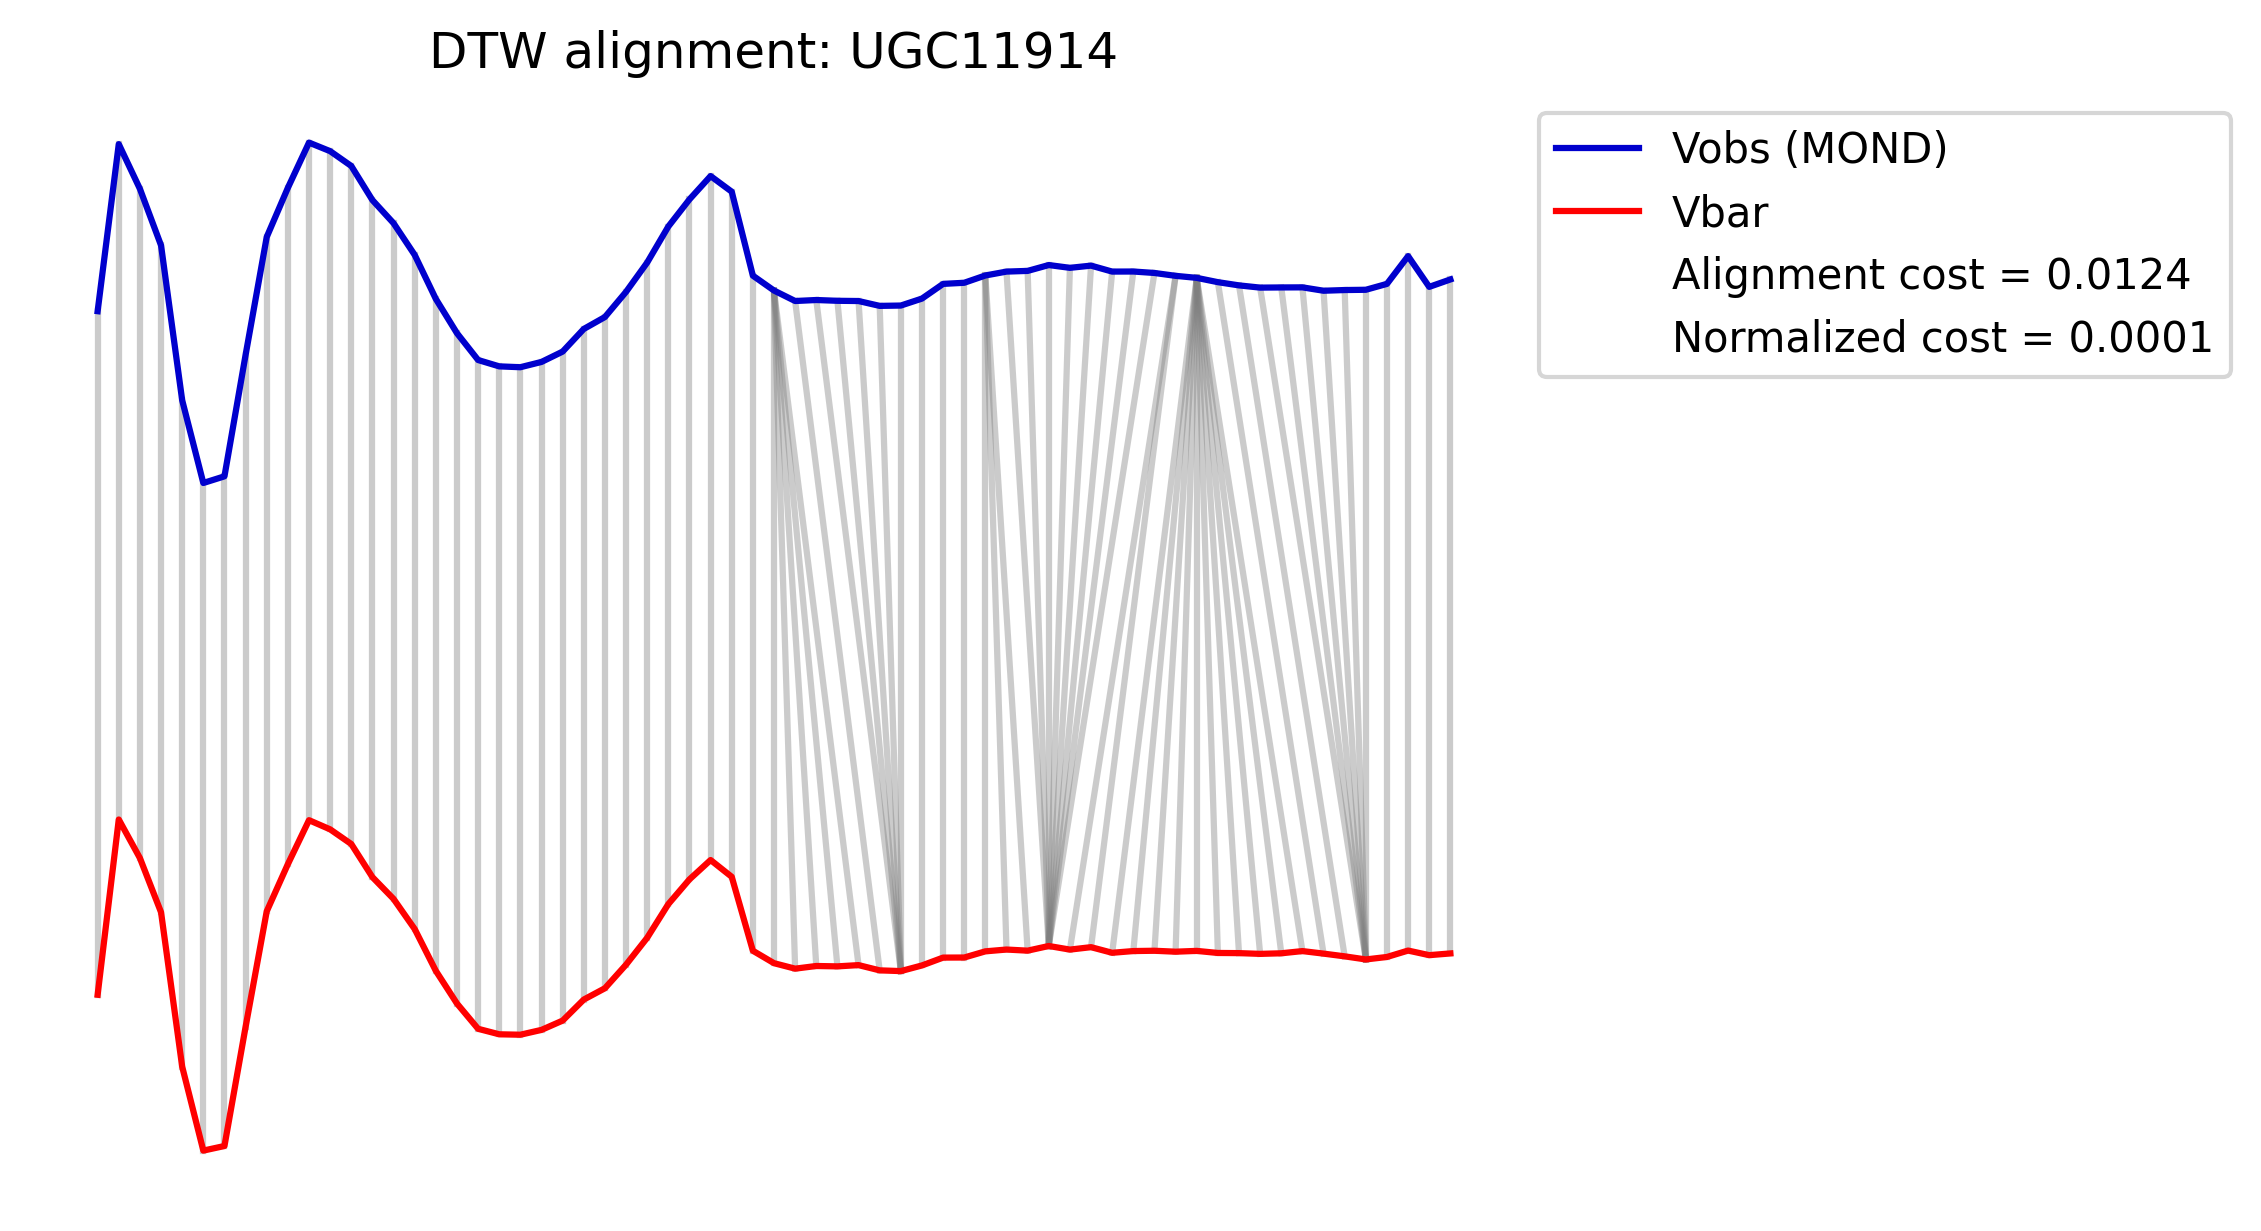 DTW alignment: UGC11914
Vobs (MOND)
Vbar
Alignment cost = 0.0124
Normalized cost = 0.0001